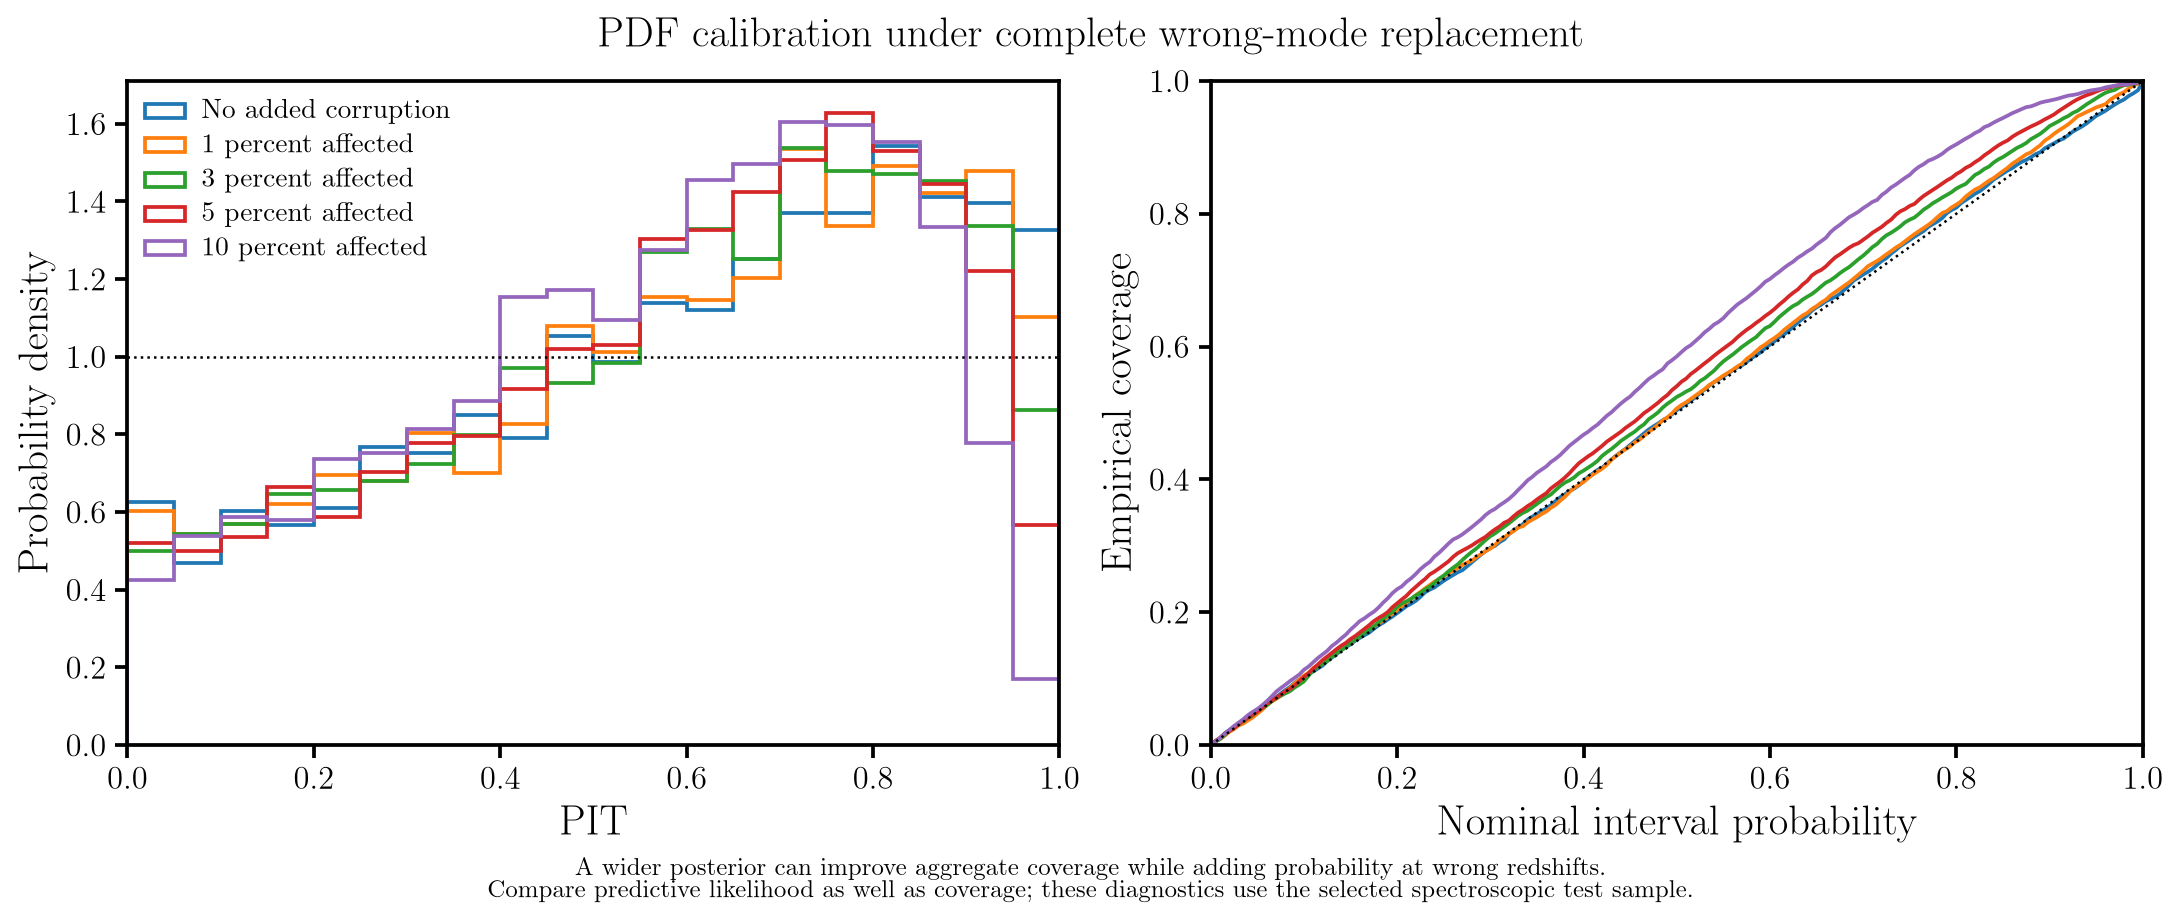 PDF calibration under complete wrong-mode replacement
No added corruption
1 percent affected
3 percent affected
5 percent affected
10 percent affected
Probability density
0.0
0.2
0.4
0.6
0.8
1.0
1.2
1.4
1.6
0.0 0.2 0.4 0.6 0.8 1.0
PIT
Empirical coverage
0.0
0.2
0.4
0.6
0.8
1.0
0.0 0.2 0.4 0.6 0.8 1.0
Nominal interval probability
A wider posterior can improve aggregate coverage while adding probability at wrong redshifts.
Compare predictive likelihood as well as coverage; these diagnostics use the selected spectroscopic test sample.